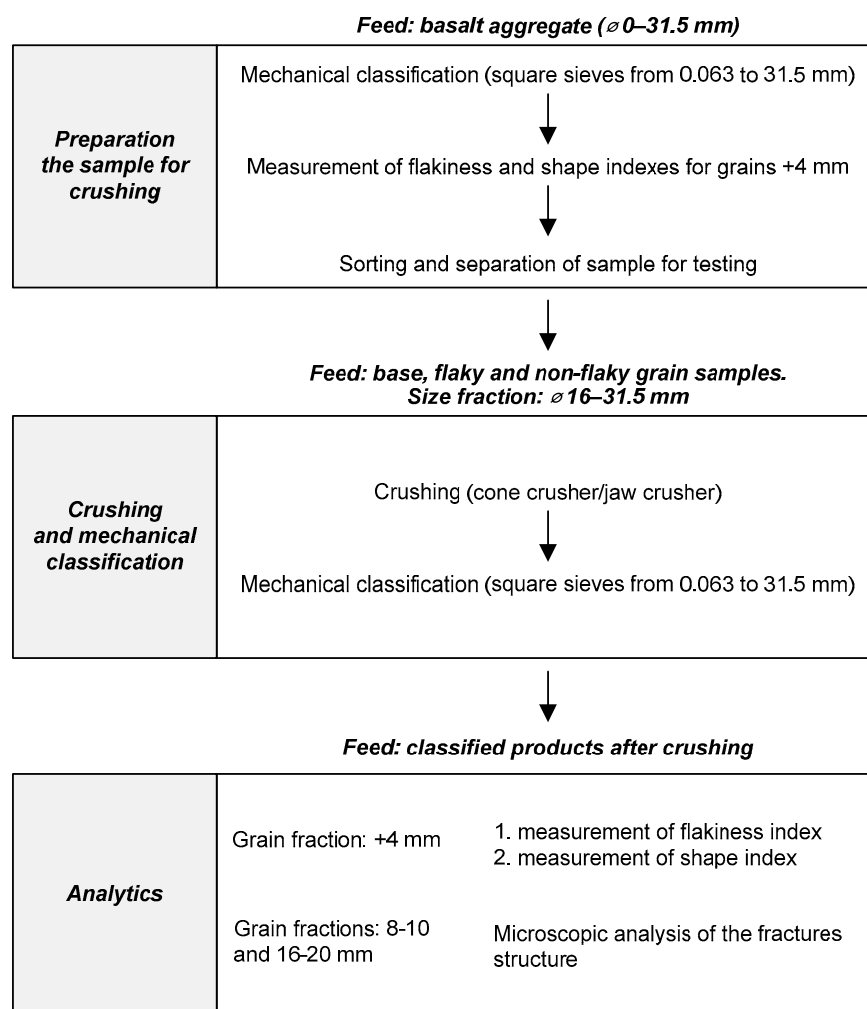 Feed: basalt aggregate (⌀ 0–31.5 mm)
Preparation
the sample for
crushing
Mechanical classification (square sieves from 0.063 to 31.5 mm)
Measurement of flakiness and shape indexes for grains +4 mm
Sorting and separation of sample for testing
Feed: base, flaky and non-flaky grain samples.
Size fraction: ⌀ 16–31.5 mm
Crushing
and mechanical
classification
Crushing (cone crusher/jaw crusher)
Mechanical classification (square sieves from 0.063 to 31.5 mm)
Feed: classified products after crushing
Analytics
Grain fraction: +4 mm
1. measurement of flakiness index
2. measurement of shape index
Grain fractions: 8-10
and 16-20 mm
Microscopic analysis of the fractures
structure